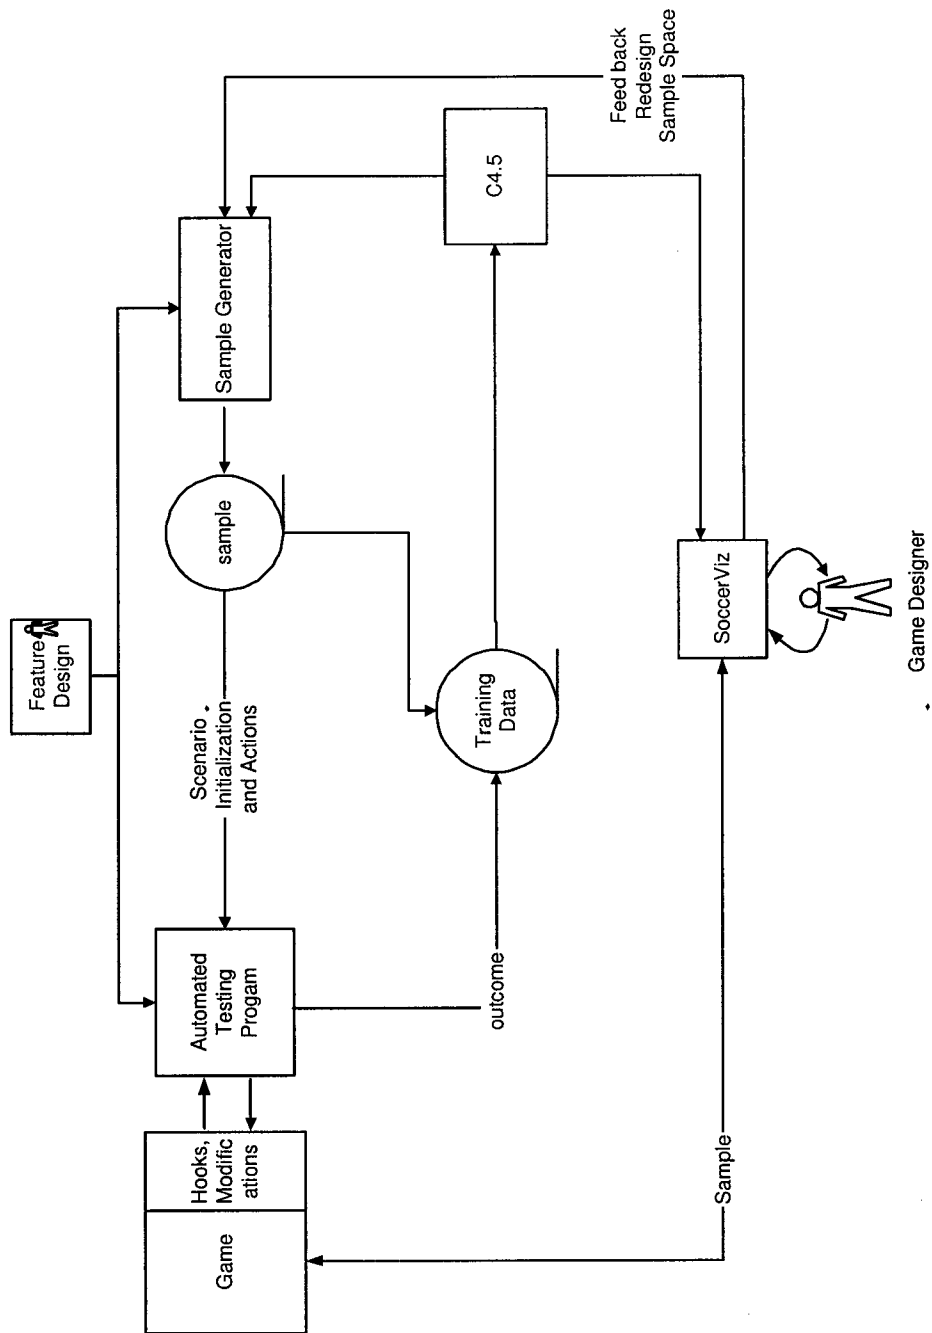 Feature
Design
Game
Hooks,
Modific
ations
Automated
Testing
Progam
Scenario
Initialization
and Actions
sample
Sample Generator
outcome
Training
Data
C4.5
Feed back
Redesign
Sample Space
Sample
SoccerViz
Game Designer